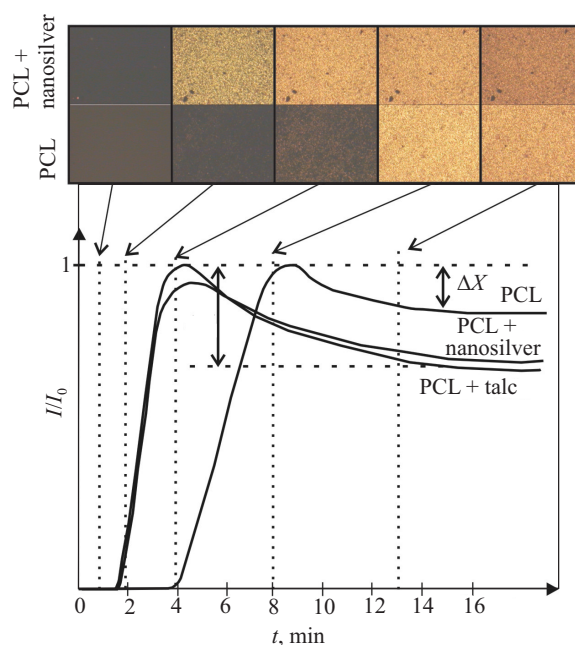 PCL +
nanosilver
PCL
1
ΔX
PCL
PCL +
nanosilver
PCL + talc
I/I₀
0 2 4 6 8 10 12 14 16
t, min